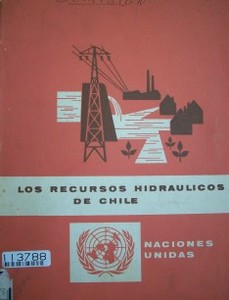 LOS RECURSOS HIDRAULICOS
DE CHILE
113788
NACIONES
UNIDAS